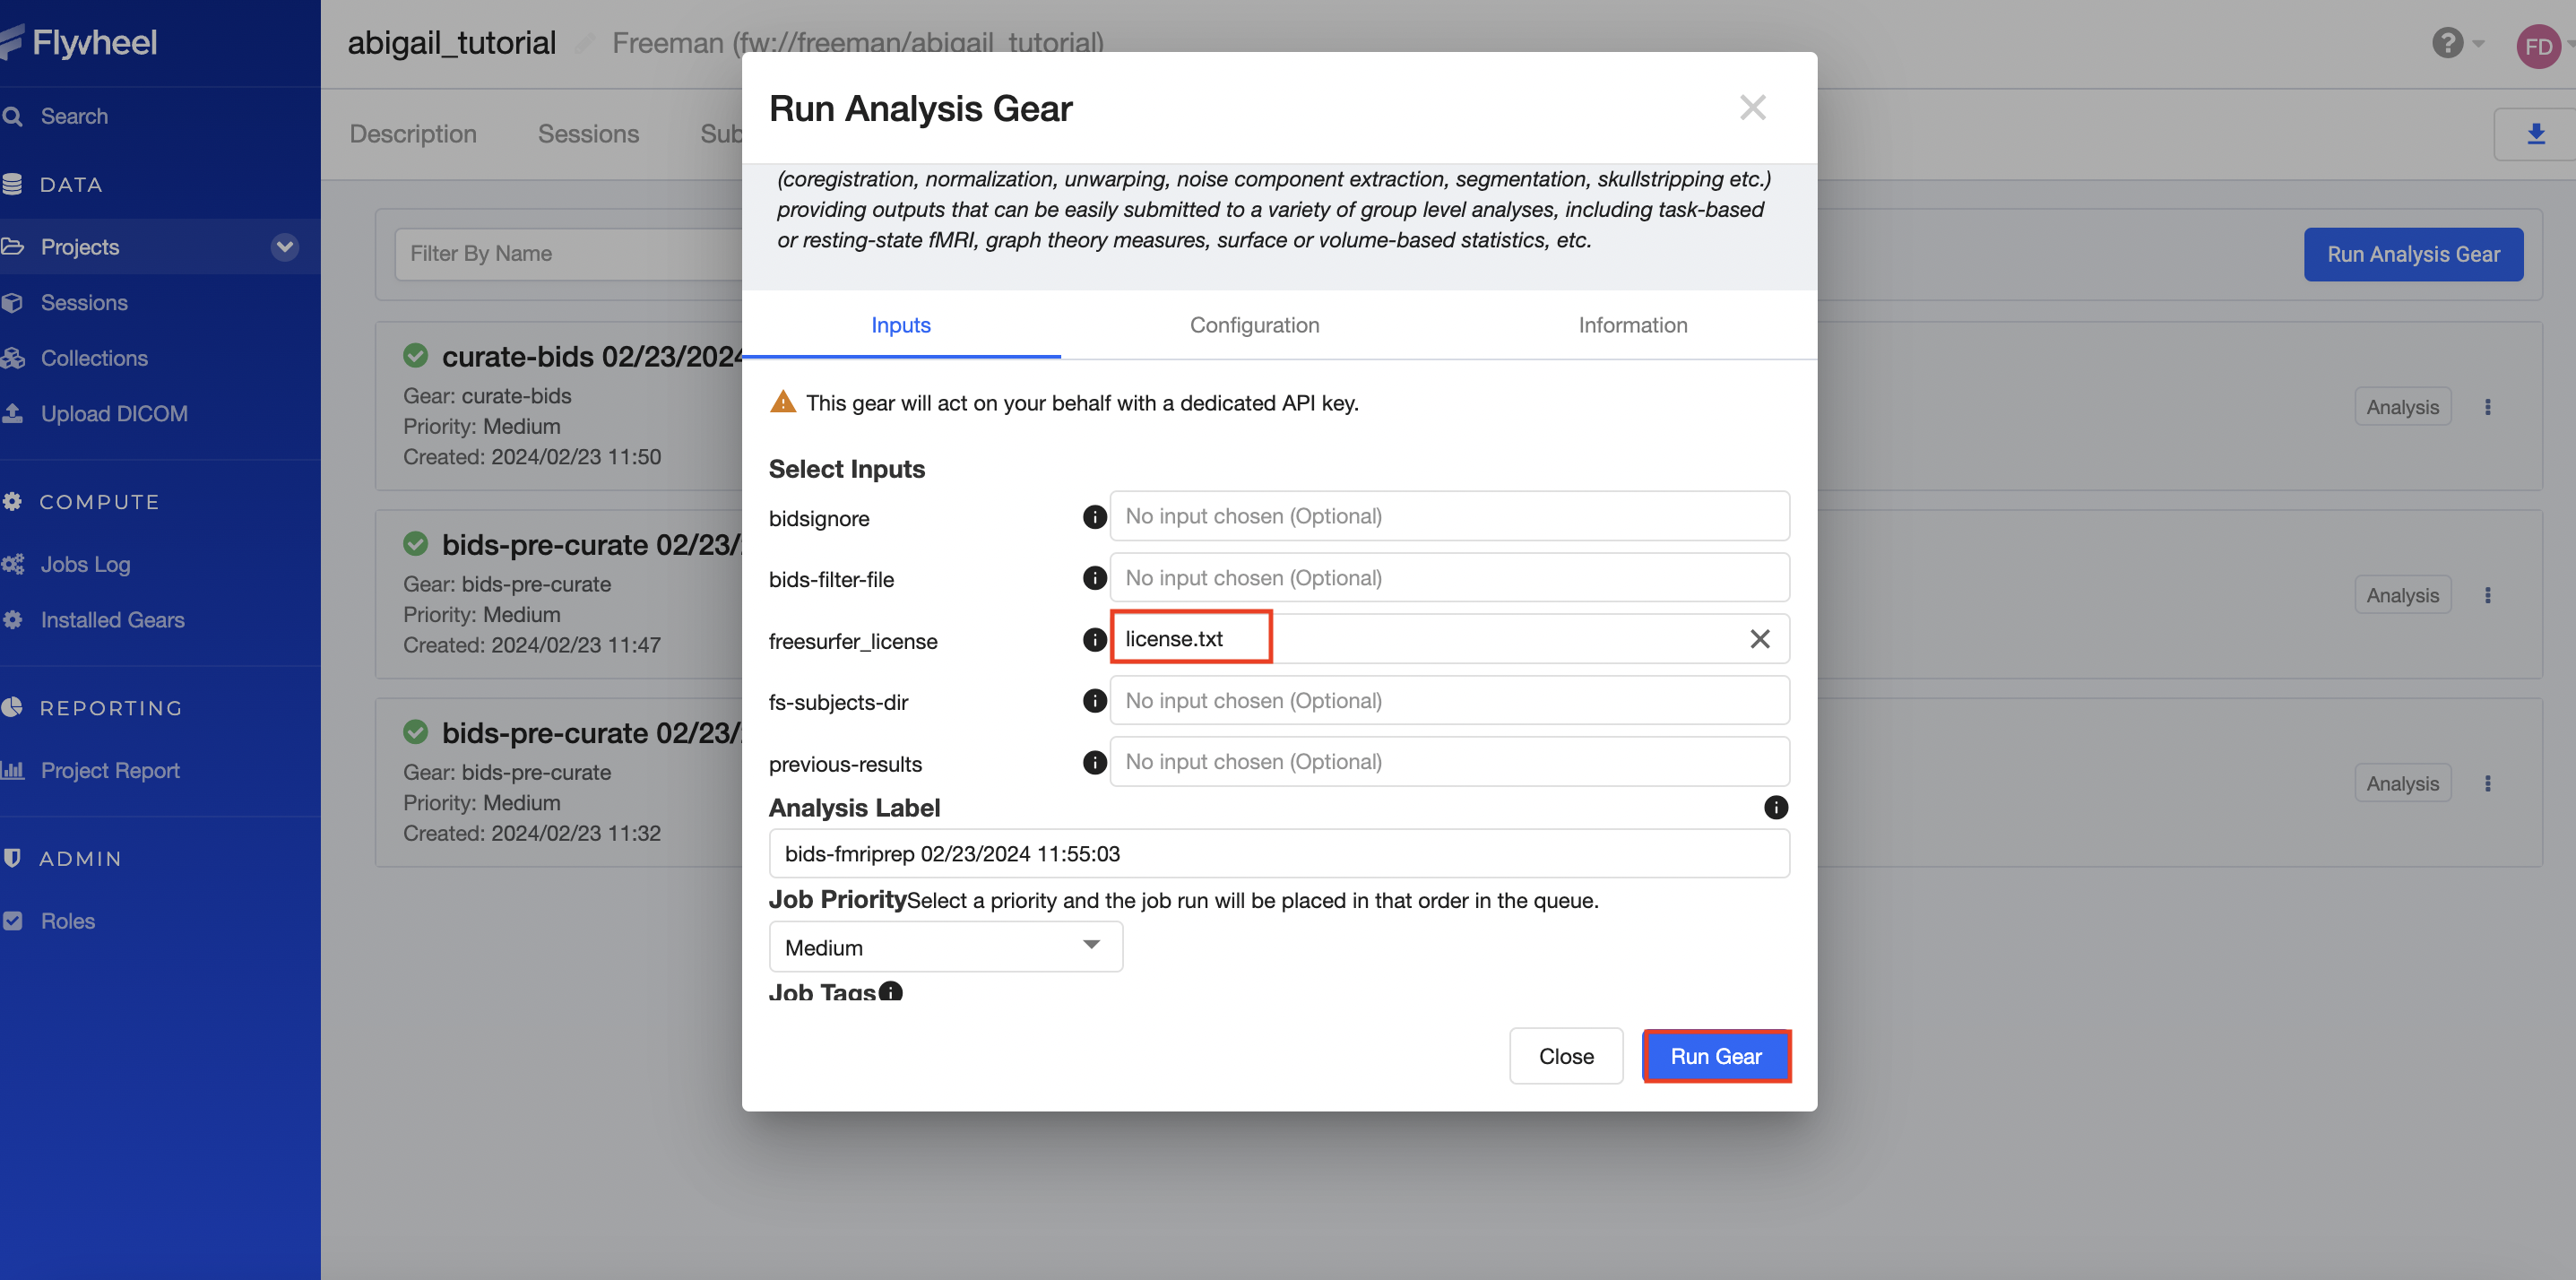 Flywheel
Search
DATA
Projects
Sessions
Collections
Upload DICOM
COMPUTE
Jobs Log
Installed Gears
REPORTING
Project Report
ADMIN
Roles
abigail_tutorial Freeman (fw://freeman/abigail_tutorial)
? FD
Description Sessions Sub
Filter By Name
Run Analysis Gear
curate-bids 02/23/2024
Gear: curate-bids
Priority: Medium
Created: 2024/02/23 11:50
Analysis
bids-pre-curate 02/23/
Gear: bids-pre-curate
Priority: Medium
Created: 2024/02/23 11:47
Analysis
bids-pre-curate 02/23/
Gear: bids-pre-curate
Priority: Medium
Created: 2024/02/23 11:32
Analysis
Run Analysis Gear
(coregistration, normalization, unwarping, noise component extraction, segmentation, skullstripping etc.)
providing outputs that can be easily submitted to a variety of group level analyses, including task-based
or resting-state fMRI, graph theory measures, surface or volume-based statistics, etc.
Inputs Configuration Information
This gear will act on your behalf with a dedicated API key.
Select Inputs
bidsignore No input chosen (Optional)
bids-filter-file No input chosen (Optional)
freesurfer_license license.txt
fs-subjects-dir No input chosen (Optional)
previous-results No input chosen (Optional)
Analysis Label
bids-fmriprep 02/23/2024 11:55:03
Job PrioritySelect a priority and the job run will be placed in that order in the queue.
Medium
Job Tags
Close Run Gear